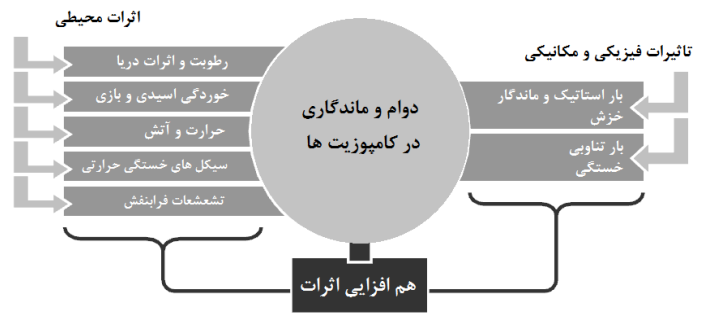 اثرات محیطی
رطوبت و اثرات دریا
خوردگی اسیدی و بازی
حرارت و آتش
سیکل های خستگی حرارتی
تشعشعات فرابنفش
دوام و ماندگاری
در کامپوزیت ها
تاثیرات فیزیکی و مکانیکی
بار استاتیک و ماندگار
خزش
بار تناوبی
خستگی
هم افزایی اثرات